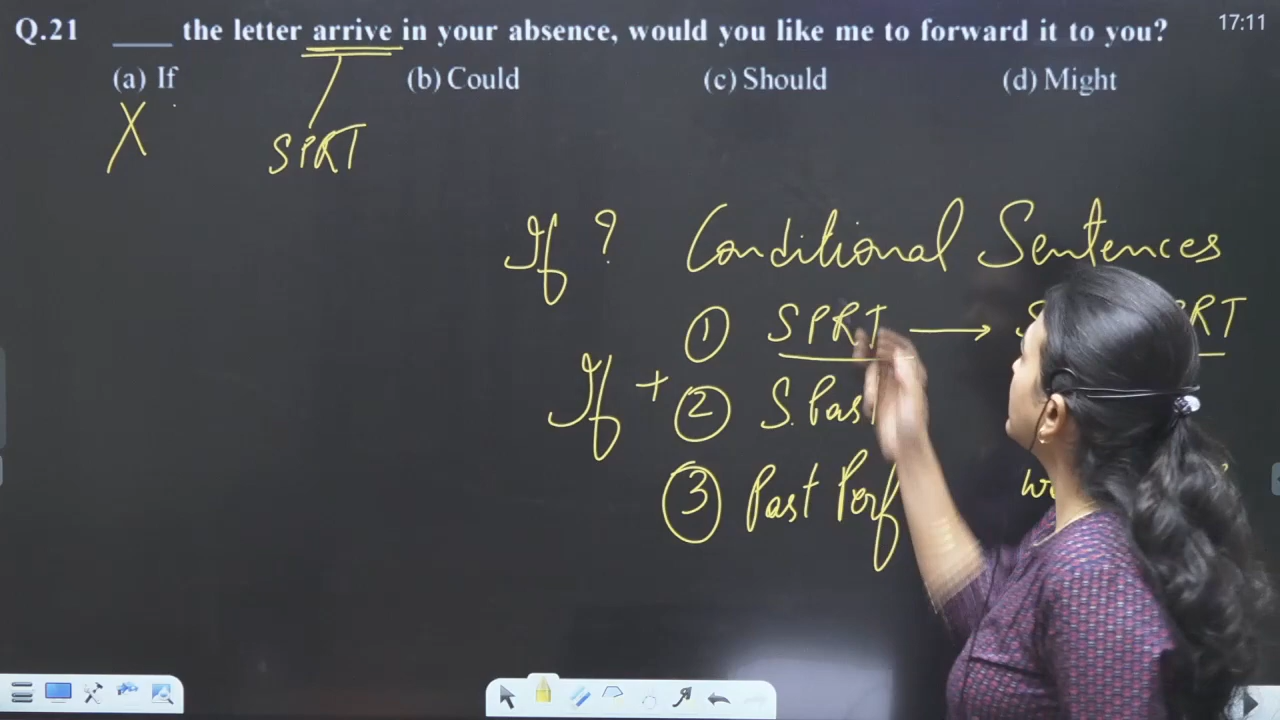 17:11
Q.21 ____ the letter arrive in your absence, would you like me to forward it to you?
(a) If (b) Could (c) Should (d) Might
X SPRT
If ? Conditional Sentences
① SPRT → RT
If + ② S. Past
③ Past Perf